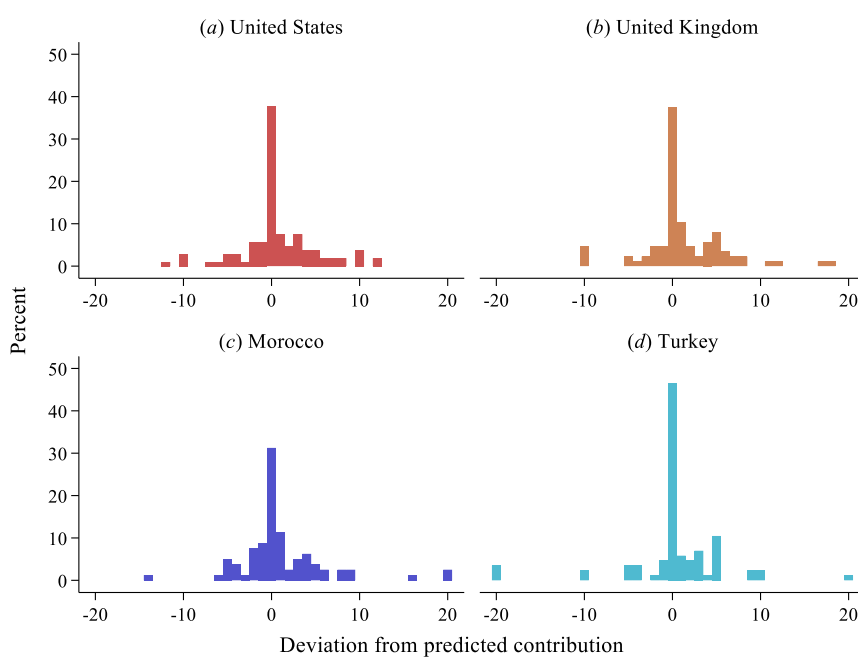 (a) United States
(b) United Kingdom
50
40
30
20
10
0
-20 -10 0 10 20
-20 -10 0 10 20
Percent
(c) Morocco
(d) Turkey
50
40
30
20
10
0
-20 -10 0 10 20
-20 -10 0 10 20
Deviation from predicted contribution